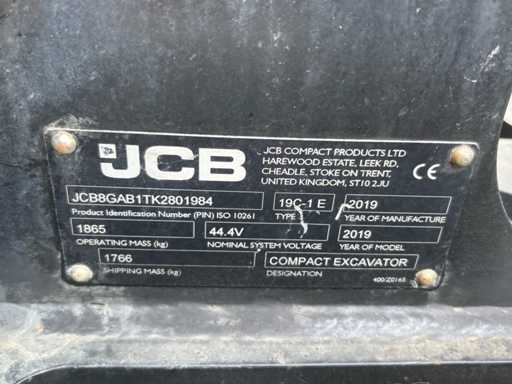 JCB
JCB COMPACT PRODUCTS LTD
HAREWOOD ESTATE, LEEK RD,
CHEADLE, STOKE ON TRENT,
UNITED KINGDOM, ST10 2JU
CE
JCB8GAB1TK2801984 19C-1 E 2019
Product Identification Number (PIN) ISO 10261 TYPE YEAR OF MANUFACTURE
1865 44.4V 2019
OPERATING MASS (kg) NOMINAL SYSTEM VOLTAGE YEAR OF MODEL
1766 COMPACT EXCAVATOR
SHIPPING MASS (kg) DESIGNATION
400/Z0165